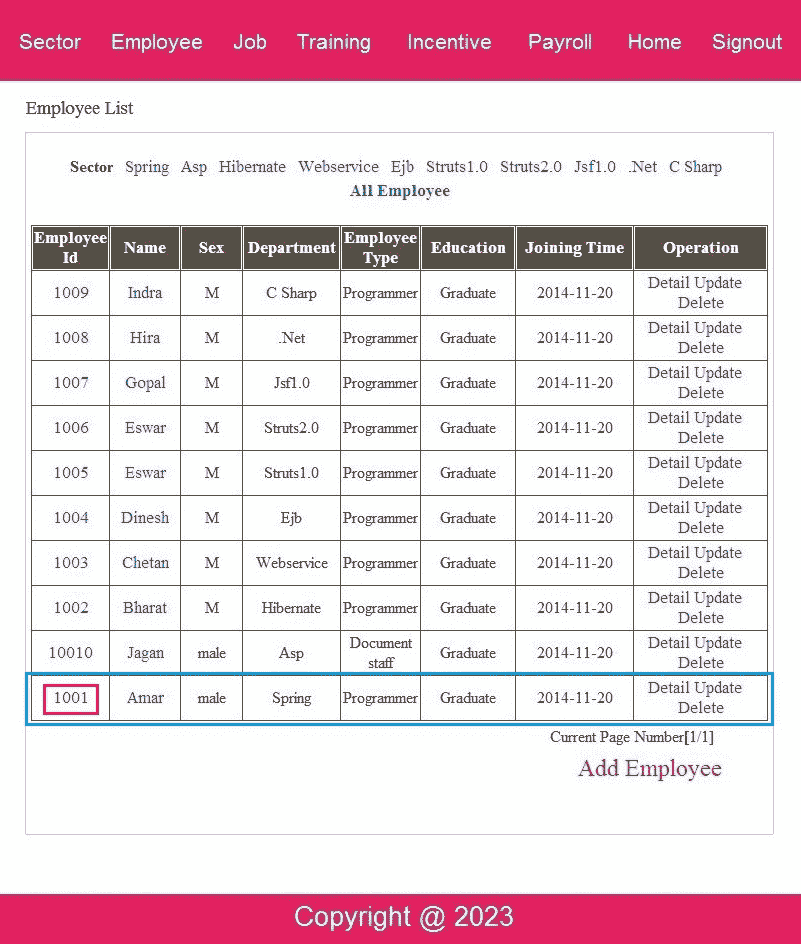 Sector Employee Job Training Incentive Payroll Home Signout
Employee List
Sector Spring Asp Hibernate Webservice Ejb Struts1.0 Struts2.0 Jsf1.0 .Net C Sharp
All Employee
Employee Id Name Sex Department Employee Type Education Joining Time Operation
1009 Indra M C Sharp Programmer Graduate 2014-11-20 Detail Update Delete
1008 Hira M .Net Programmer Graduate 2014-11-20 Detail Update Delete
1007 Gopal M Jsf1.0 Programmer Graduate 2014-11-20 Detail Update Delete
1006 Eswar M Struts2.0 Programmer Graduate 2014-11-20 Detail Update Delete
1005 Eswar M Struts1.0 Programmer Graduate 2014-11-20 Detail Update Delete
1004 Dinesh M Ejb Programmer Graduate 2014-11-20 Detail Update Delete
1003 Chetan M Webservice Programmer Graduate 2014-11-20 Detail Update Delete
1002 Bharat M Hibernate Programmer Graduate 2014-11-20 Detail Update Delete
10010 Jagan male Asp Document staff Graduate 2014-11-20 Detail Update Delete
1001 Amar male Spring Programmer Graduate 2014-11-20 Detail Update Delete
Current Page Number[1/1]
Add Employee
Copyright @ 2023